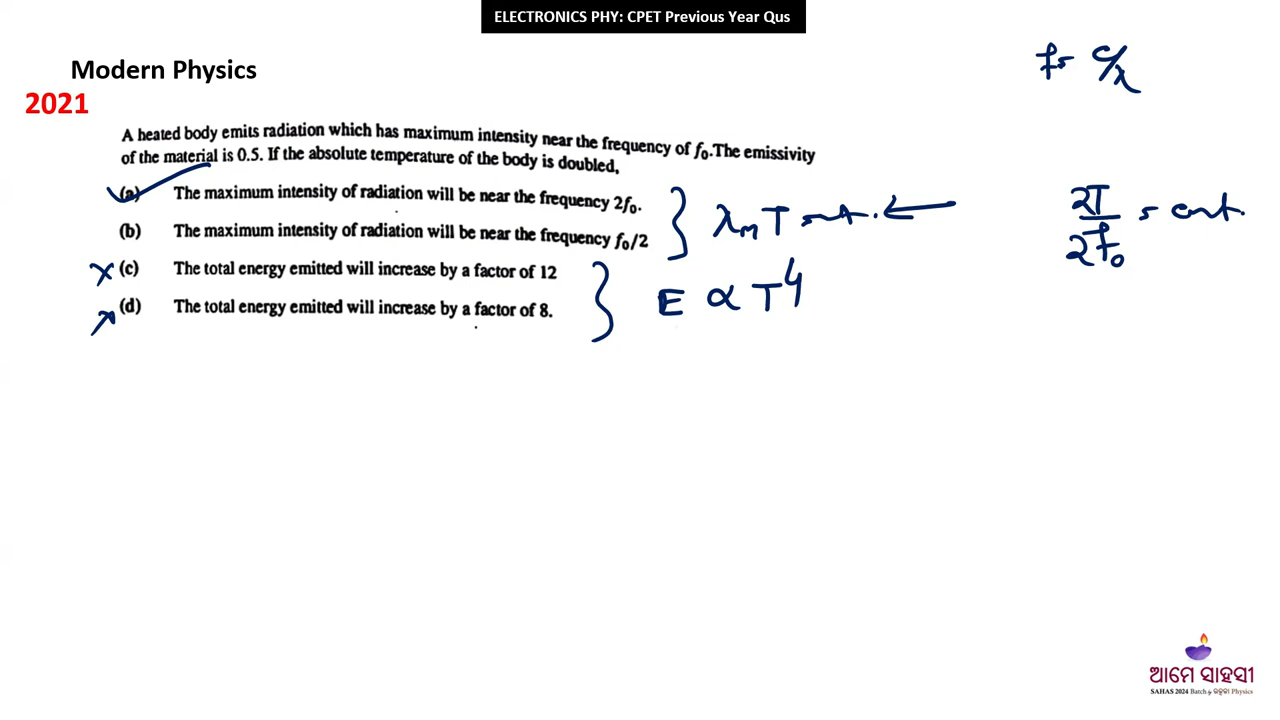 ELECTRONICS PHY: CPET Previous Year Qus
f = c/λ
Modern Physics
2021
A heated body emits radiation which has maximum intensity near the frequency of f₀.The emissivity
of the material is 0.5. If the absolute temperature of the body is doubled,
(a) The maximum intensity of radiation will be near the frequency 2f₀.
(b) The maximum intensity of radiation will be near the frequency f₀/2
(c) The total energy emitted will increase by a factor of 12
(d) The total energy emitted will increase by a factor of 8.
λₘT
E ∝ T⁴
2T
2f₀
ଆମେ ସାହସୀ
SAHAS 2024 Batch Physics